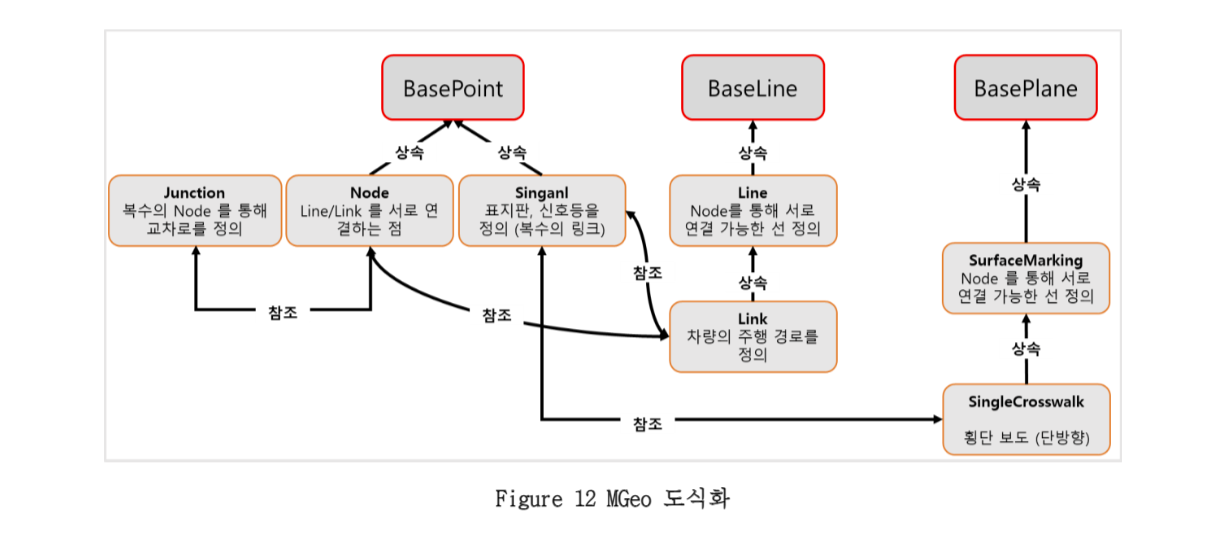 BasePoint
BaseLine
BasePlane
상속
상속
상속
상속
Junction
복수의 Node 를 통해
교차로를 정의
Node
Line/Link 를 서로 연
결하는 점
Singanl
표지판, 신호등을
정의 (복수의 링크)
Line
Node를 통해 서로
연결 가능한 선 정의
SurfaceMarking
Node 를 통해 서로
연결 가능한 선 정의
참조
상속
참조
참조
Link
차량의 주행 경로를
정의
상속
SingleCrosswalk
횡단 보도 (단방향)
참조
Figure 12 MGeo 도식화